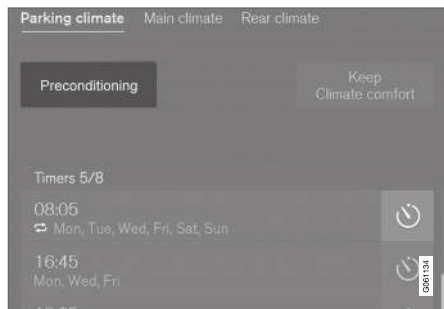 Parking climate Main climate Rear climate
Preconditioning
Keep
Climate comfort
Timers 5/8
08:05
Mon, Tue, Wed, Fri, Sat, Sun
16:45
Mon, Wed, Fri
G061134